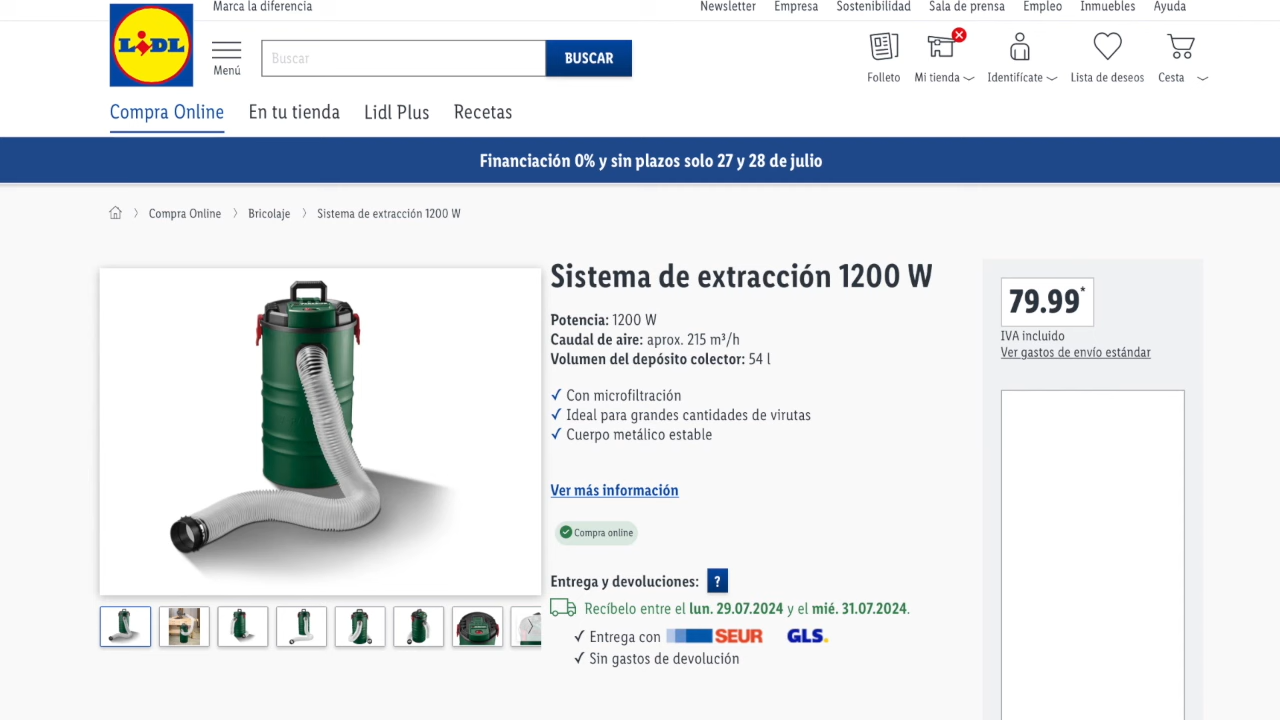 Marca la diferencia
Newsletter Empresa Sostenibilidad Sala de prensa Empleo Inmuebles Ayuda
LIDL
Menú
Buscar
BUSCAR
Folleto Mi tienda Identifícate Lista de deseos Cesta
Compra Online En tu tienda Lidl Plus Recetas
Financiación 0% y sin plazos solo 27 y 28 de julio
Compra Online Bricolaje Sistema de extracción 1200 W
Sistema de extracción 1200 W
Potencia: 1200 W
Caudal de aire: aprox. 215 m³/h
Volumen del depósito colector: 54 l
✓ Con microfiltración
✓ Ideal para grandes cantidades de virutas
✓ Cuerpo metálico estable
Ver más información
Compra online
Entrega y devoluciones: ?
Recíbelo entre el lun. 29.07.2024 y el mié. 31.07.2024.
✓ Entrega con SEUR GLS.
✓ Sin gastos de devolución
79.99*
IVA incluido
Ver gastos de envío estándar